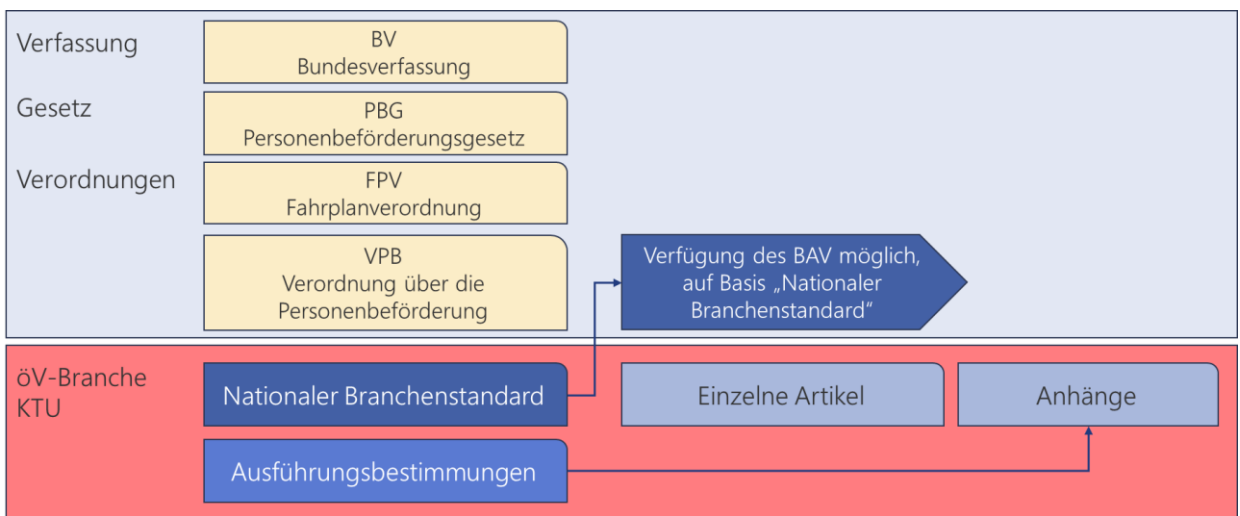 Verfassung
BV
Bundesverfassung
Gesetz
PBG
Personenbeförderungsgesetz
Verordnungen
FPV
Fahrplanverordnung
VPB
Verordnung über die
Personenbeförderung
Verfügung des BAV möglich,
auf Basis „Nationaler
Branchenstandard“
öV-Branche
KTU
Nationaler Branchenstandard
Einzelne Artikel
Anhänge
Ausführungsbestimmungen